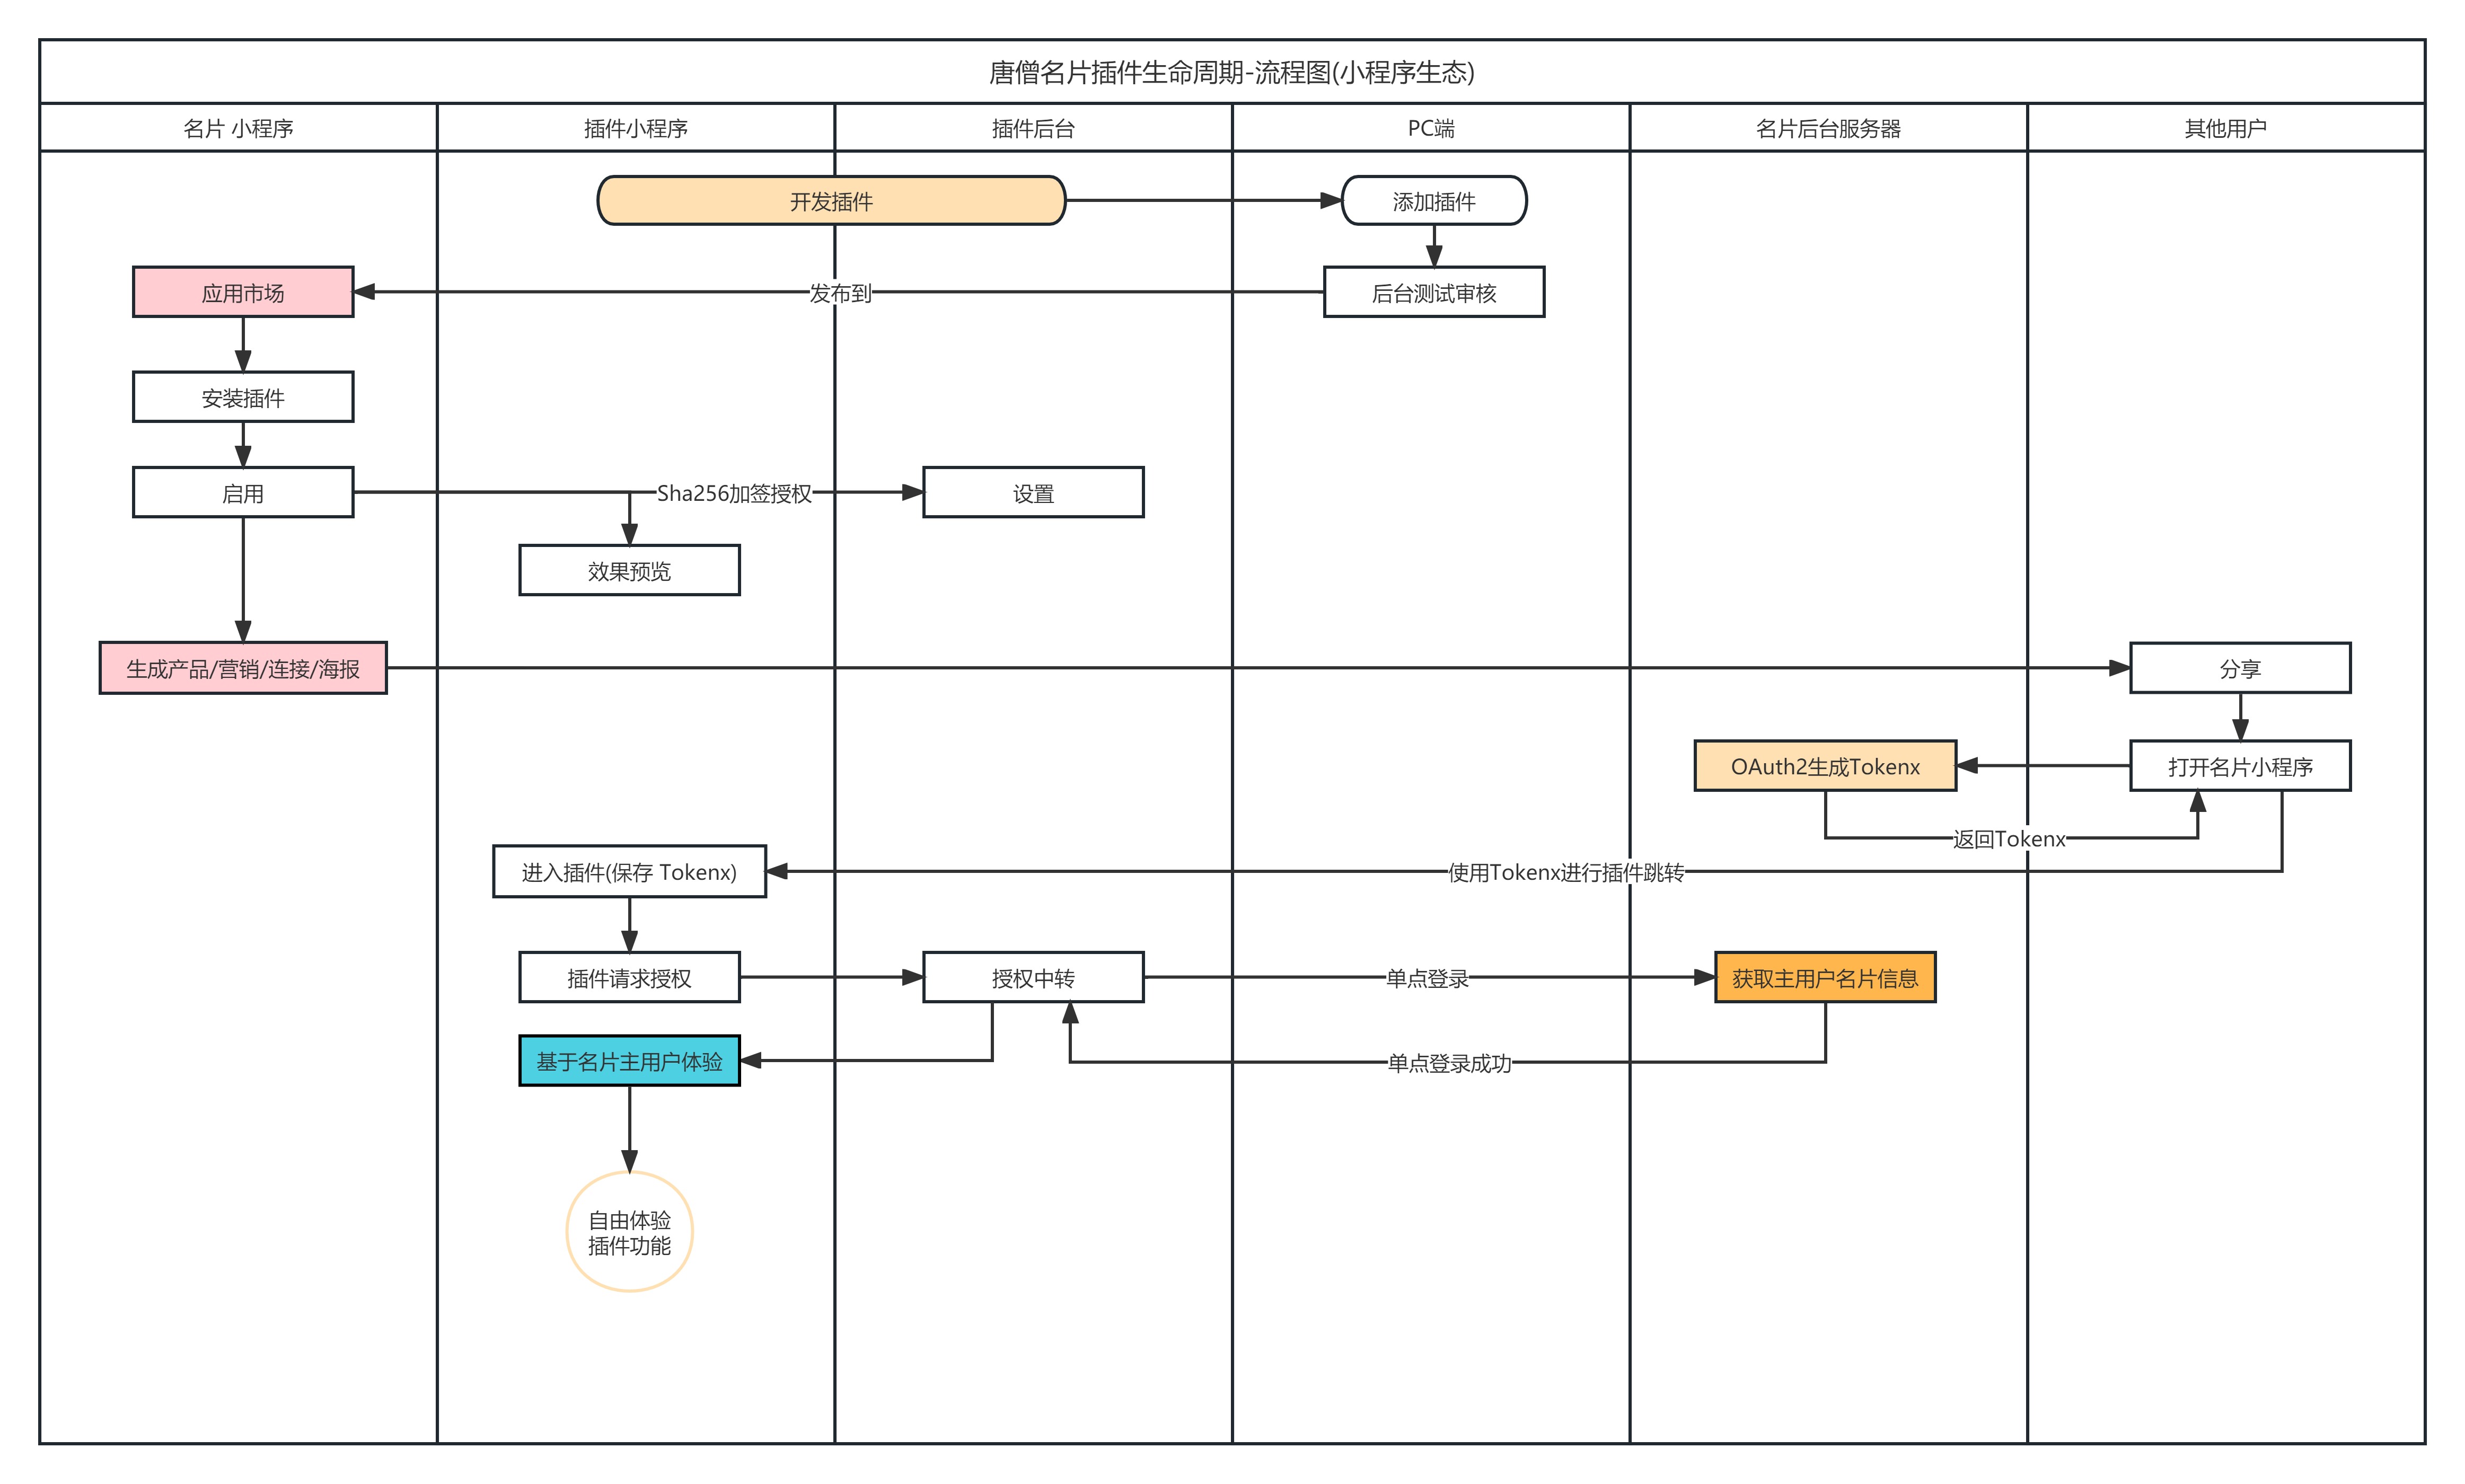 唐僧名片插件生命周期-流程图(小程序生态)
名片 小程序
插件小程序
插件后台
PC端
名片后台服务器
其他用户
开发插件
添加插件
应用市场
发布到
后台测试审核
安装插件
启用
Sha256加签授权
设置
效果预览
生成产品/营销/连接/海报
分享
OAuth2生成Tokenx
打开名片小程序
返回Tokenx
进入插件(保存 Tokenx)
使用Tokenx进行插件跳转
插件请求授权
授权中转
单点登录
获取主用户名片信息
基于名片主用户体验
单点登录成功
自由体验
插件功能